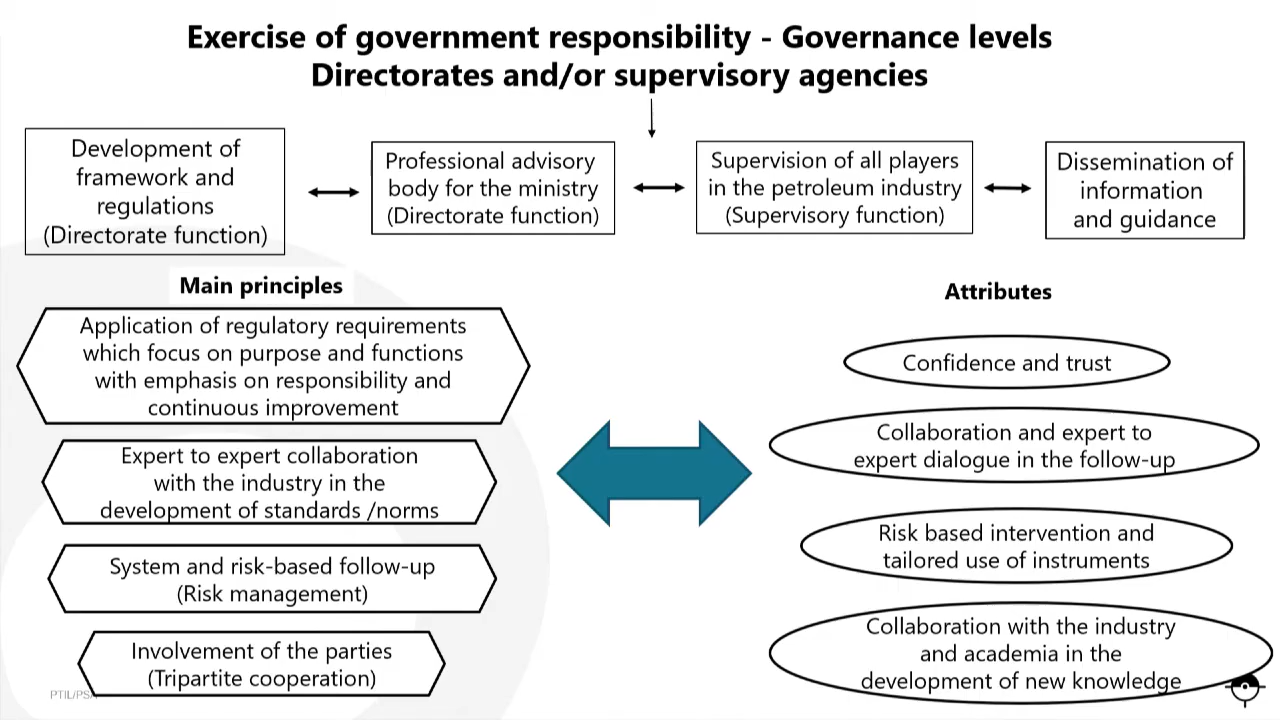 Exercise of government responsibility - Governance levels
Directorates and/or supervisory agencies
Development of
framework and
regulations
(Directorate function)
Professional advisory
body for the ministry
(Directorate function)
Supervision of all players
in the petroleum industry
(Supervisory function)
Dissemination of
information
and guidance
Main principles
Application of regulatory requirements
which focus on purpose and functions
with emphasis on responsibility and
continuous improvement
Expert to expert collaboration
with the industry in the
development of standards /norms
System and risk-based follow-up
(Risk management)
Involvement of the parties
(Tripartite cooperation)
Attributes
Confidence and trust
Collaboration and expert to
expert dialogue in the follow-up
Risk based intervention and
tailored use of instruments
Collaboration with the industry
and academia in the
development of new knowledge